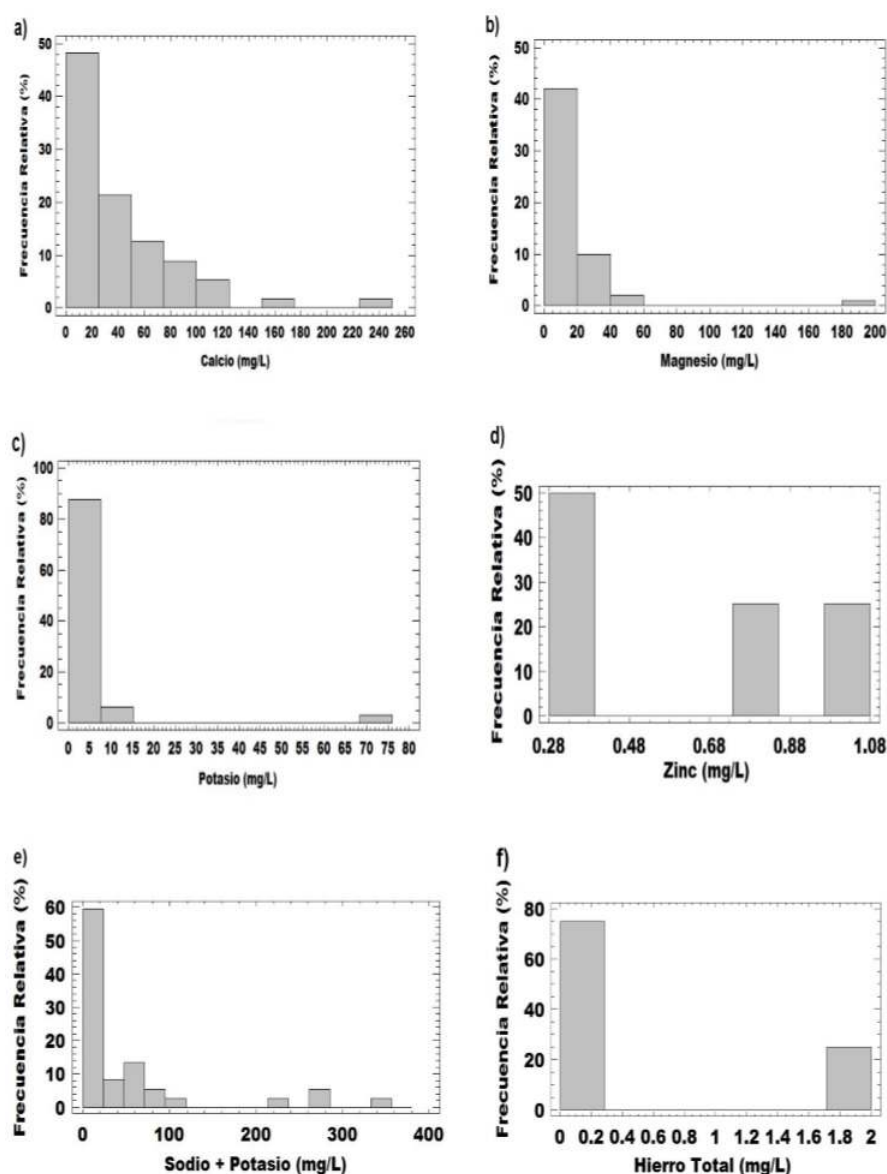 a)
50
40
30
20
10
0
Frecuencia Relativa (%)
0 20 40 60 80 100 120 140 160 180 200 220 240 260
Calcio (mg/L)
b)
50
40
30
20
10
0
Frecuencia Relativa (%)
0 20 40 60 80 100 120 140 160 180 200
Magnesio (mg/L)
c)
100
80
60
40
20
0
Frecuencia Relativa (%)
0 5 10 15 20 25 30 35 40 45 50 55 60 65 70 75 80
Potasio (mg/L)
d)
50
40
30
20
10
0
Frecuencia Relativa (%)
0.28 0.48 0.68 0.88 1.08
Zinc (mg/L)
e)
60
50
40
30
20
10
0
Frecuencia Relativa (%)
0 100 200 300 400
Sodio + Potasio (mg/L)
f)
80
60
40
20
0
Frecuencia Relativa (%)
0 0.2 0.4 0.6 0.8 1 1.2 1.4 1.6 1.8 2
Hierro Total (mg/L)